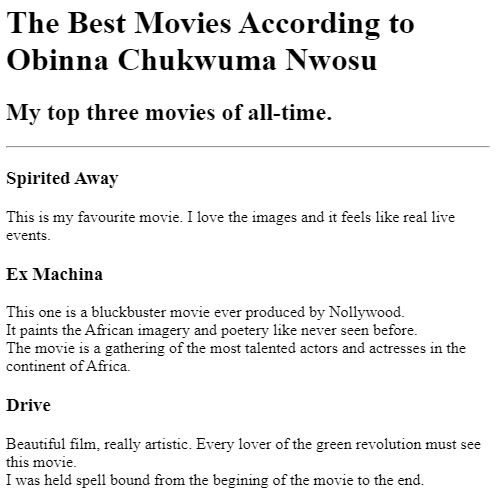 The Best Movies According to
Obinna Chukwuma Nwosu
My top three movies of all-time.
Spirited Away
This is my favourite movie. I love the images and it feels like real live
events.
Ex Machina
This one is a bluckbuster movie ever produced by Nollywood.
It paints the African imagery and poetery like never seen before.
The movie is a gathering of the most talented actors and actresses in the
continent of Africa.
Drive
Beautiful film, really artistic. Every lover of the green revolution must see
this movie.
I was held spell bound from the begining of the movie to the end.